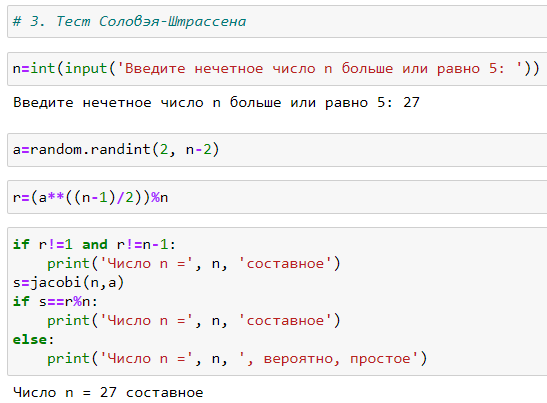 # 3. Тест Соловэя-Штрассена
n=int(input('Введите нечетное число n больше или равно 5: '))
Введите нечетное число n больше или равно 5: 27
a=random.randint(2, n-2)
r=(a**((n-1)/2))%n
if r!=1 and r!=n-1:
    print('Число n =', n, 'составное')
s=jacobi(n,a)
if s==r%n:
    print('Число n =', n, 'составное')
else:
    print('Число n =', n, ', вероятно, простое')
Число n = 27 составное